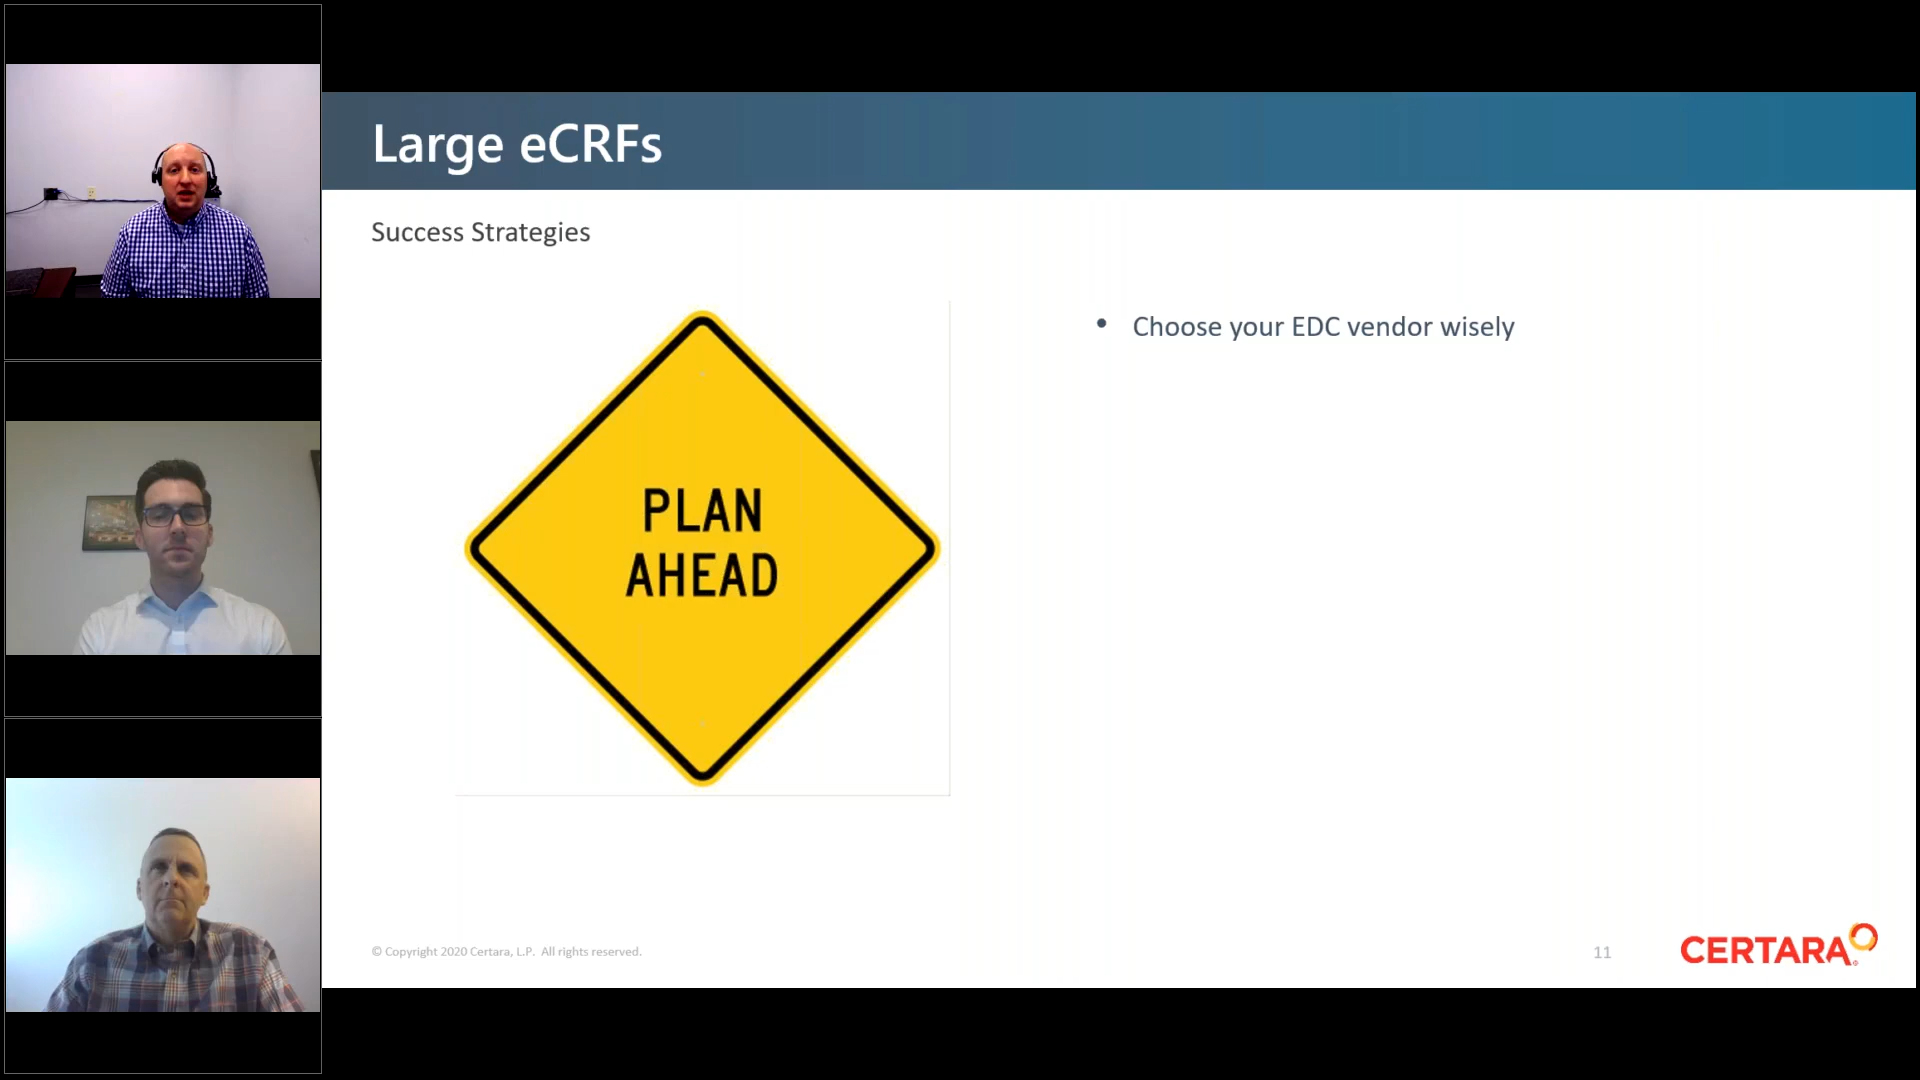 Large eCRFs
Success Strategies
• Choose your EDC vendor wisely
PLAN
AHEAD
© Copyright 2020 Certara, L.P. All rights reserved.
11
CERTARA